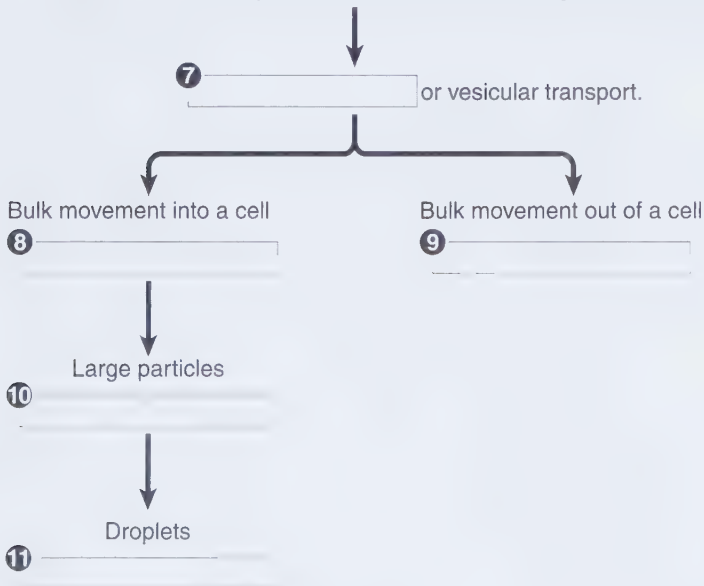 7
or vesicular transport.
Bulk movement into a cell
Bulk movement out of a cell
8
9
Large particles
10
Droplets
11